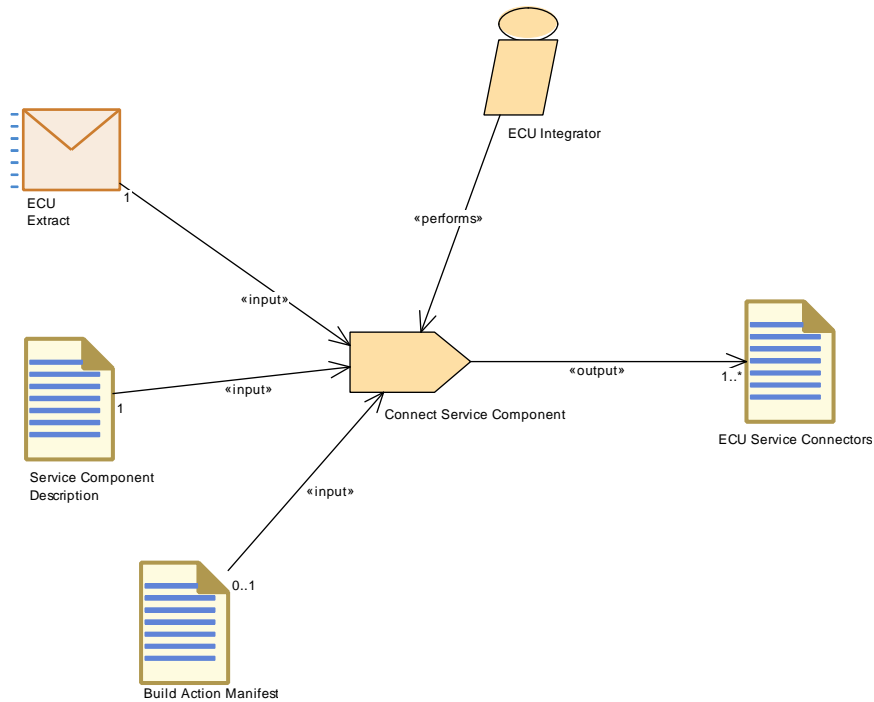 ECU Integrator
1
ECU
Extract
«performs»
«input»
«output»
1..*
«input»
1
Connect Service Component
ECU Service Connectors
Service Component
Description
«input»
0..1
Build Action Manifest